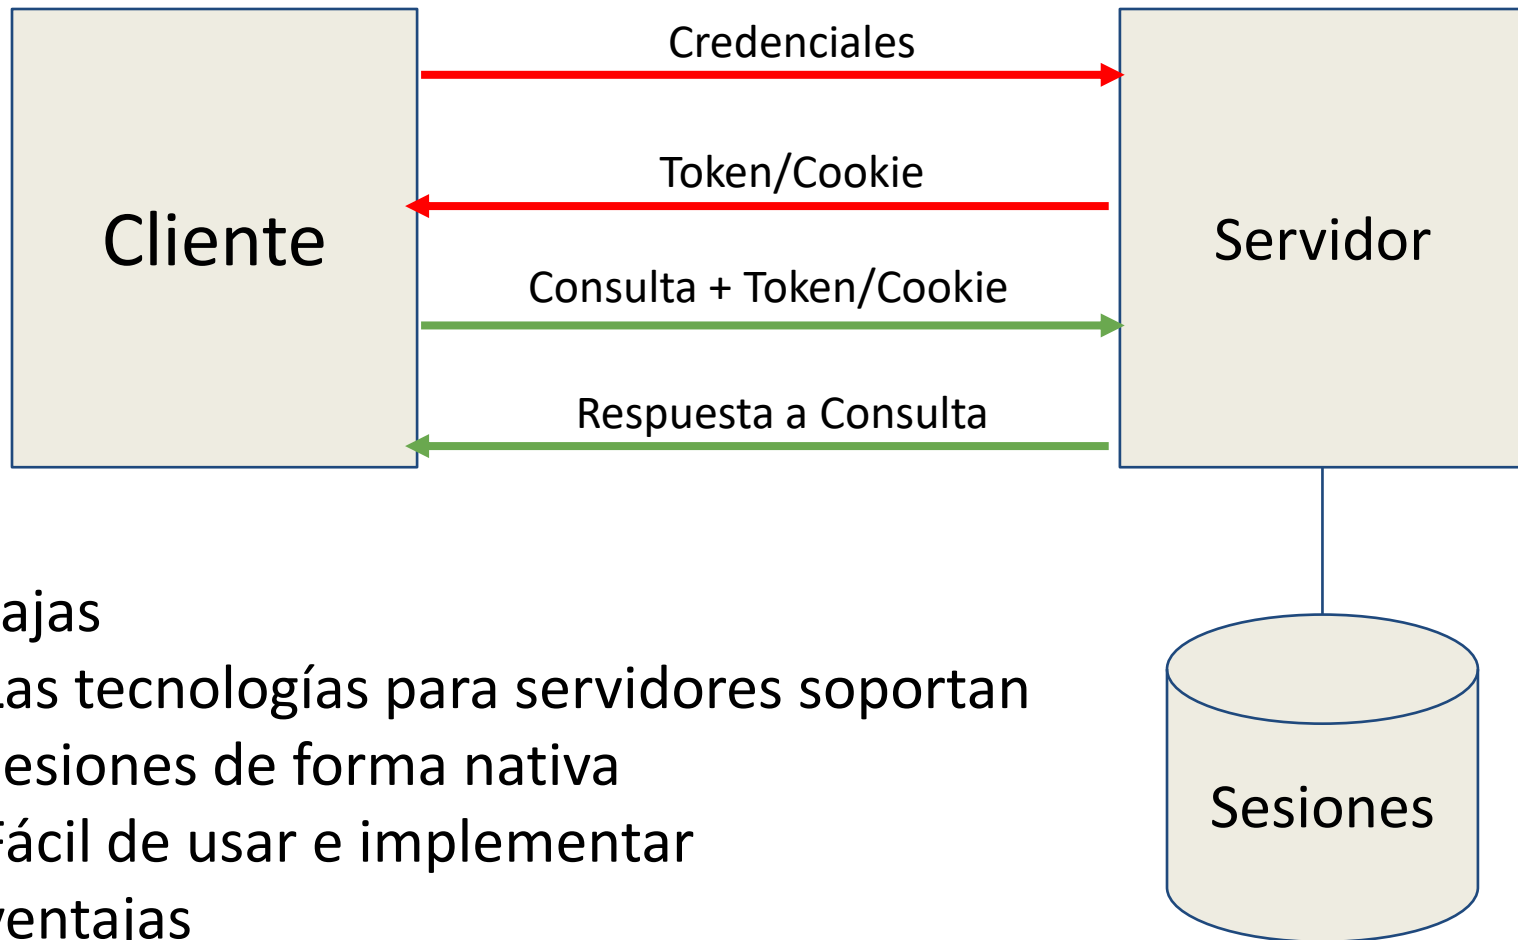 Credenciales
Token/Cookie
Cliente
Servidor
Consulta + Token/Cookie
Respuesta a Consulta
ajas
as tecnologías para servidores soportan
esiones de forma nativa
Sesiones
ácil de usar e implementar
entajas